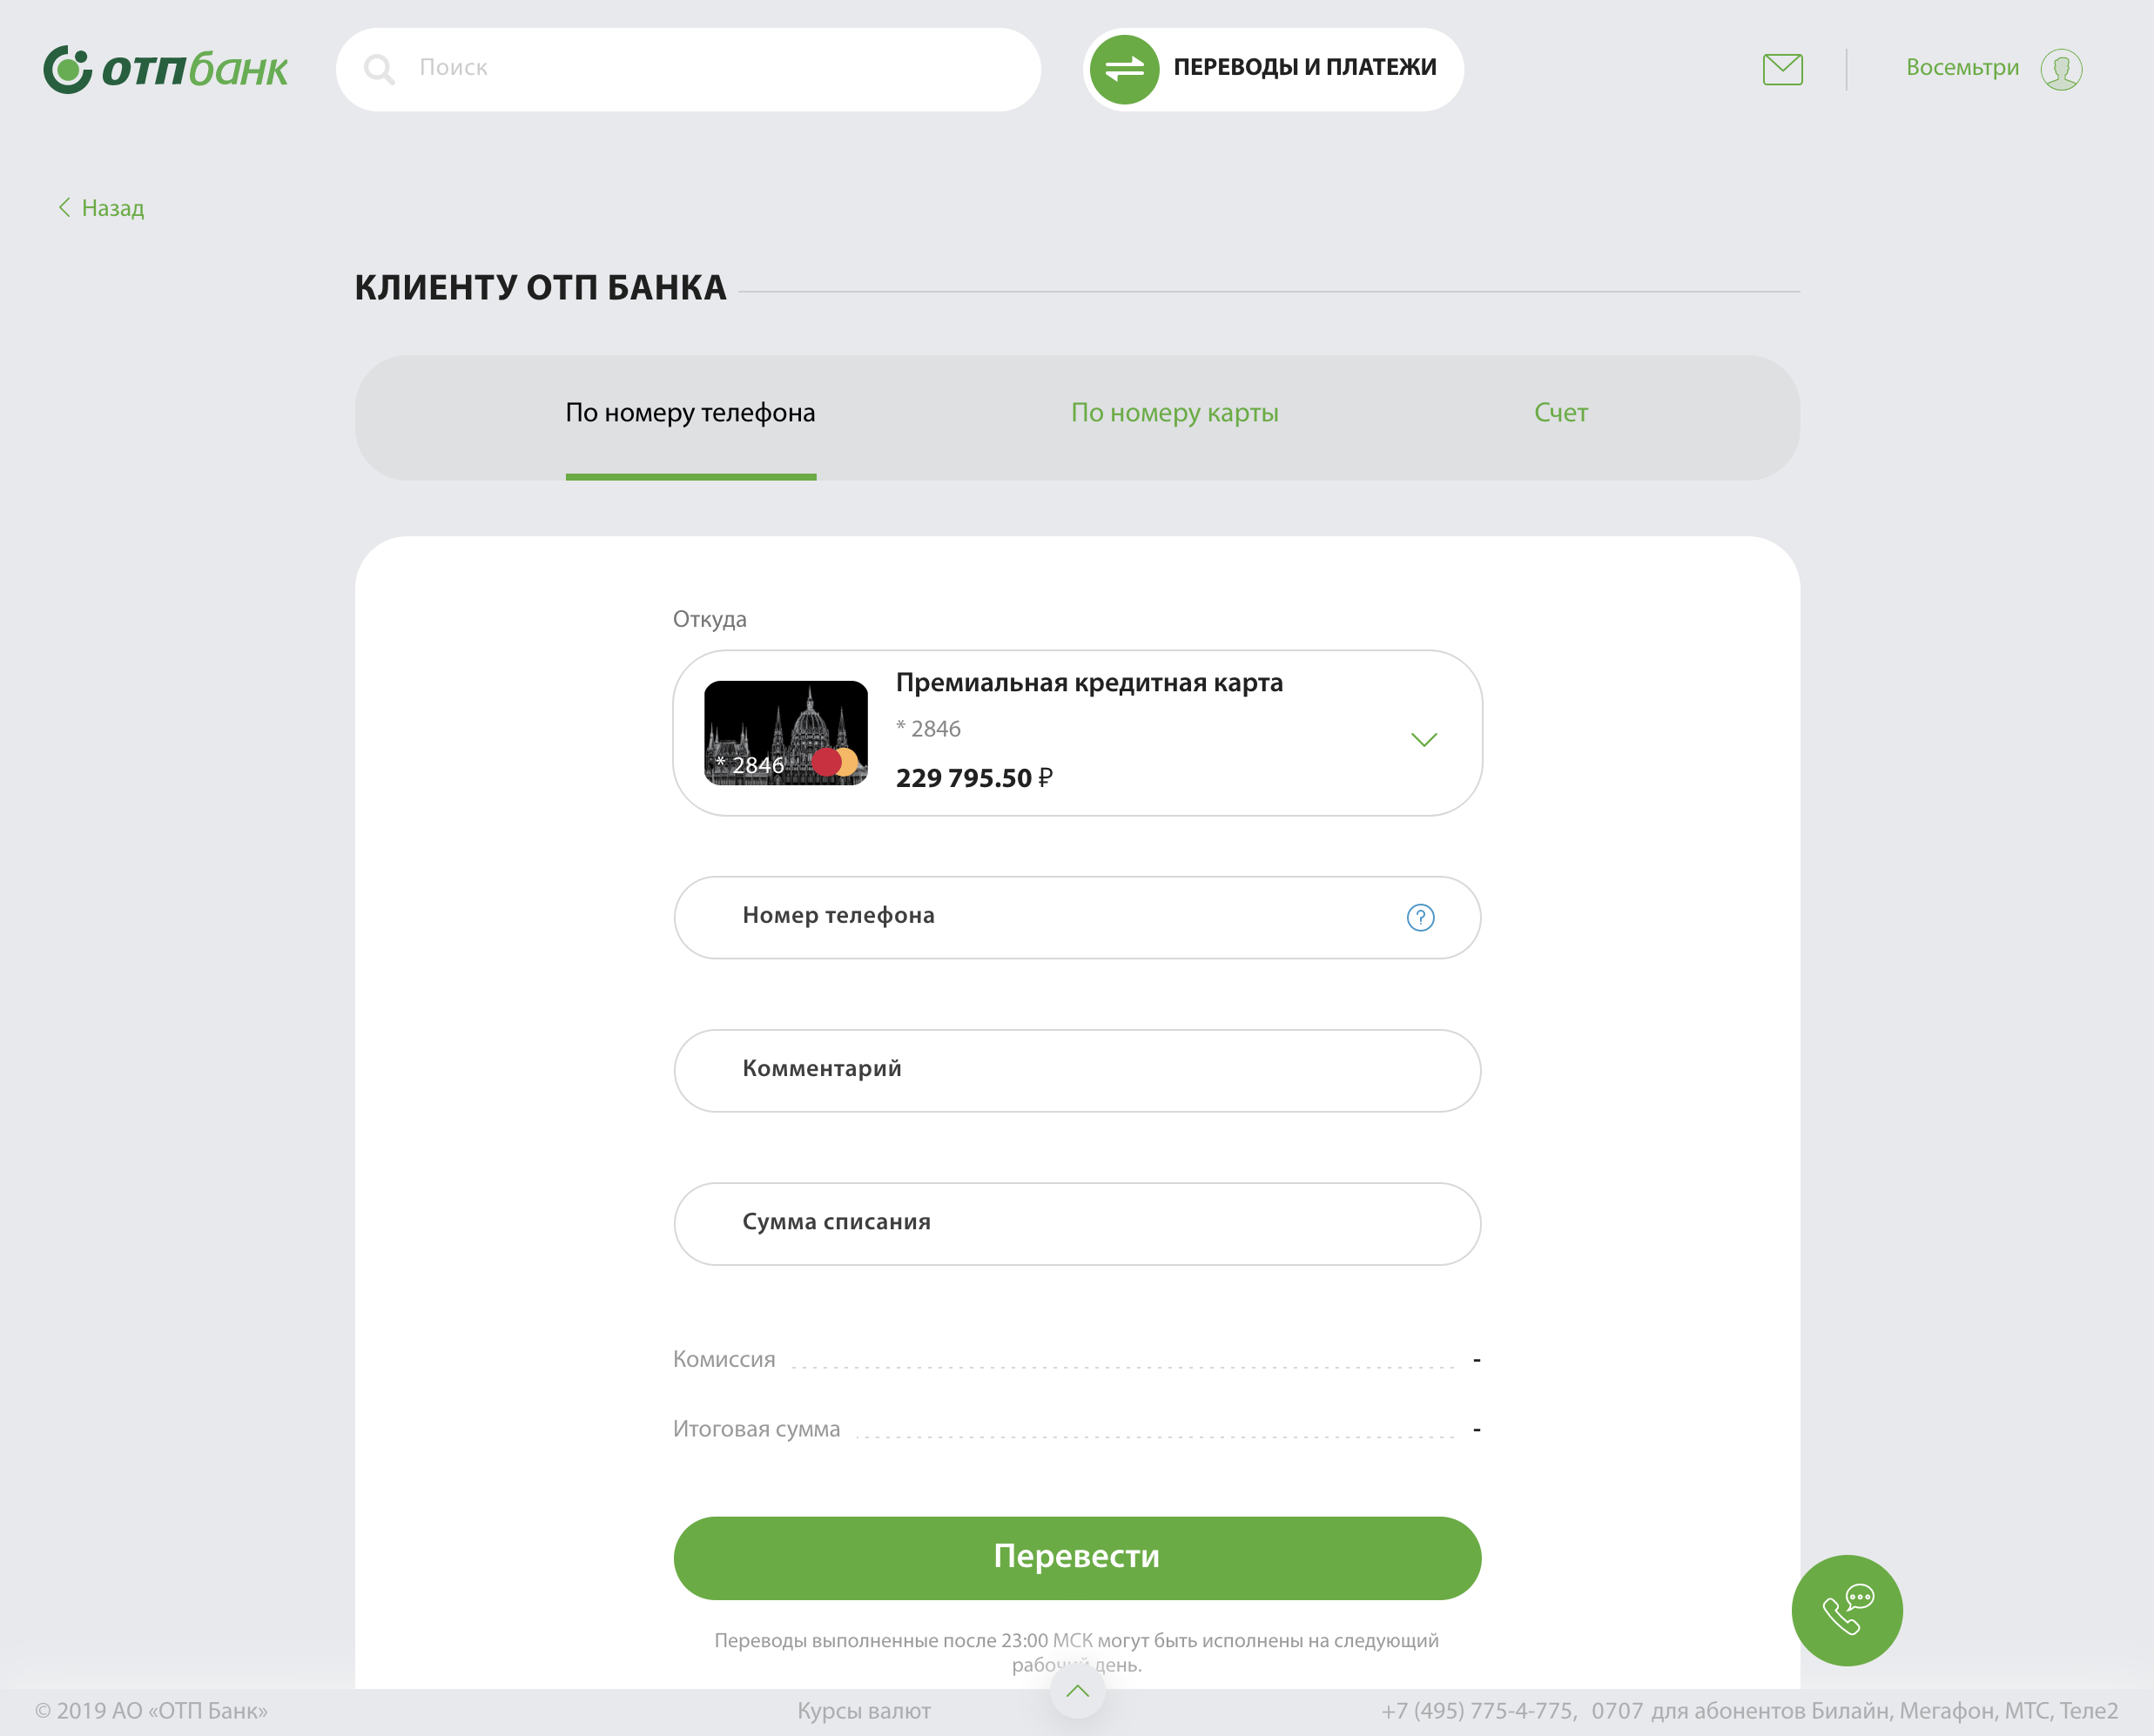 отпбанк
Поиск
ПЕРЕВОДЫ И ПЛАТЕЖИ
Восемьтри
Назад
КЛИЕНТУ ОТП БАНКА
По номеру телефона
По номеру карты
Счет
Откуда
Премиальная кредитная карта
* 2846
* 2846
229 795.50 ₽
Номер телефона
?
Комментарий
Сумма списания
Комиссия -
Итоговая сумма -
Перевести
Переводы выполненные после 23:00 МСК могут быть исполнены на следующий
рабочий день.
© 2019 АО «ОТП Банк»
Курсы валют
+7 (495) 775-4-775, 0707 для абонентов Билайн, Мегафон, МТС, Теле2